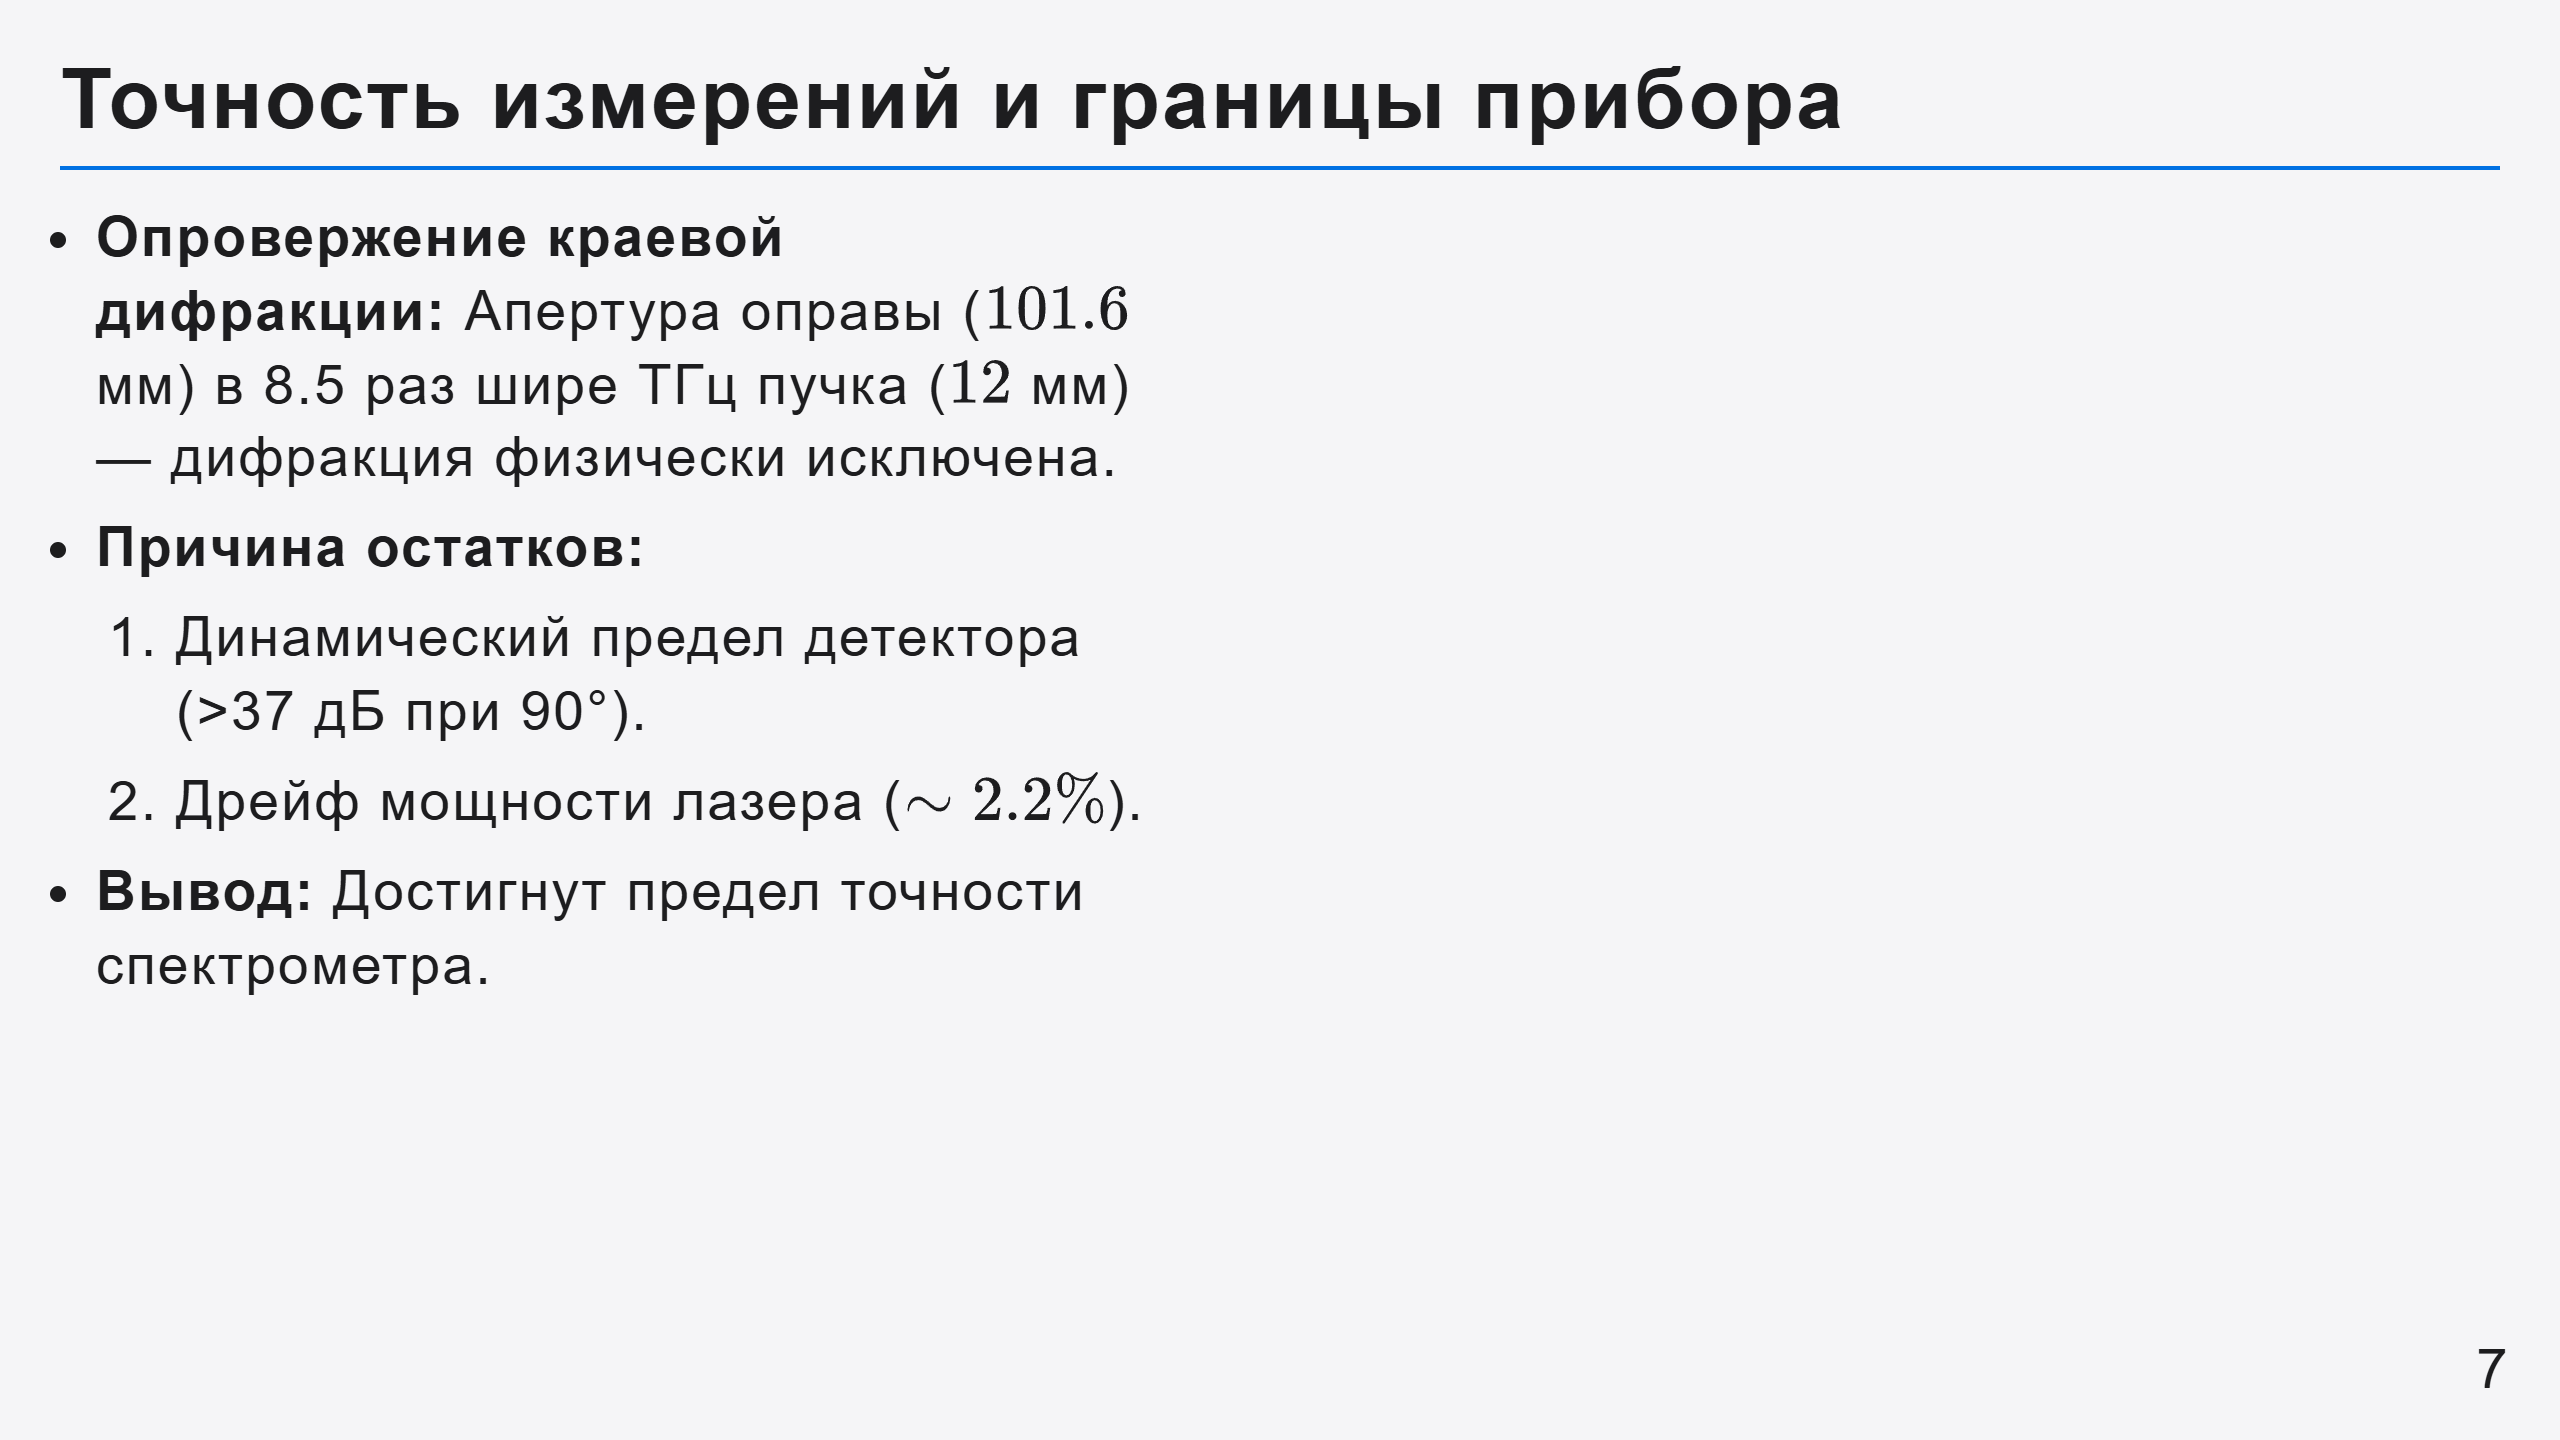 Точность измерений и границы прибора
• Опровержение краевой
дифракции: Апертура оправы (101.6
мм) в 8.5 раз шире ТГц пучка (12 мм)
— дифракция физически исключена.
• Причина остатков:
1. Динамический предел детектора
(>37 дБ при 90°).
2. Дрейф мощности лазера (∼ 2.2%).
• Вывод: Достигнут предел точности
спектрометра.
7